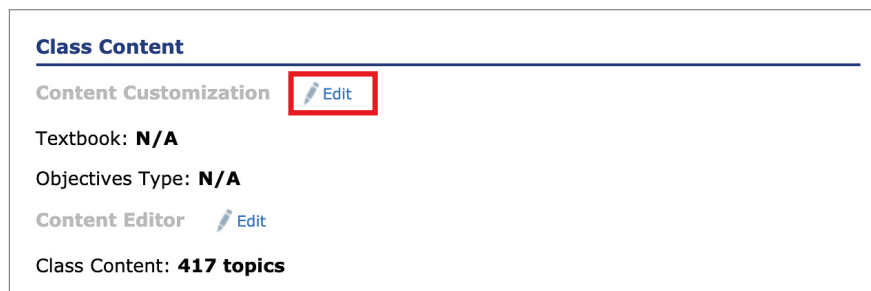 Class Content
Content Customization Edit
Textbook: N/A
Objectives Type: N/A
Content Editor Edit
Class Content: 417 topics